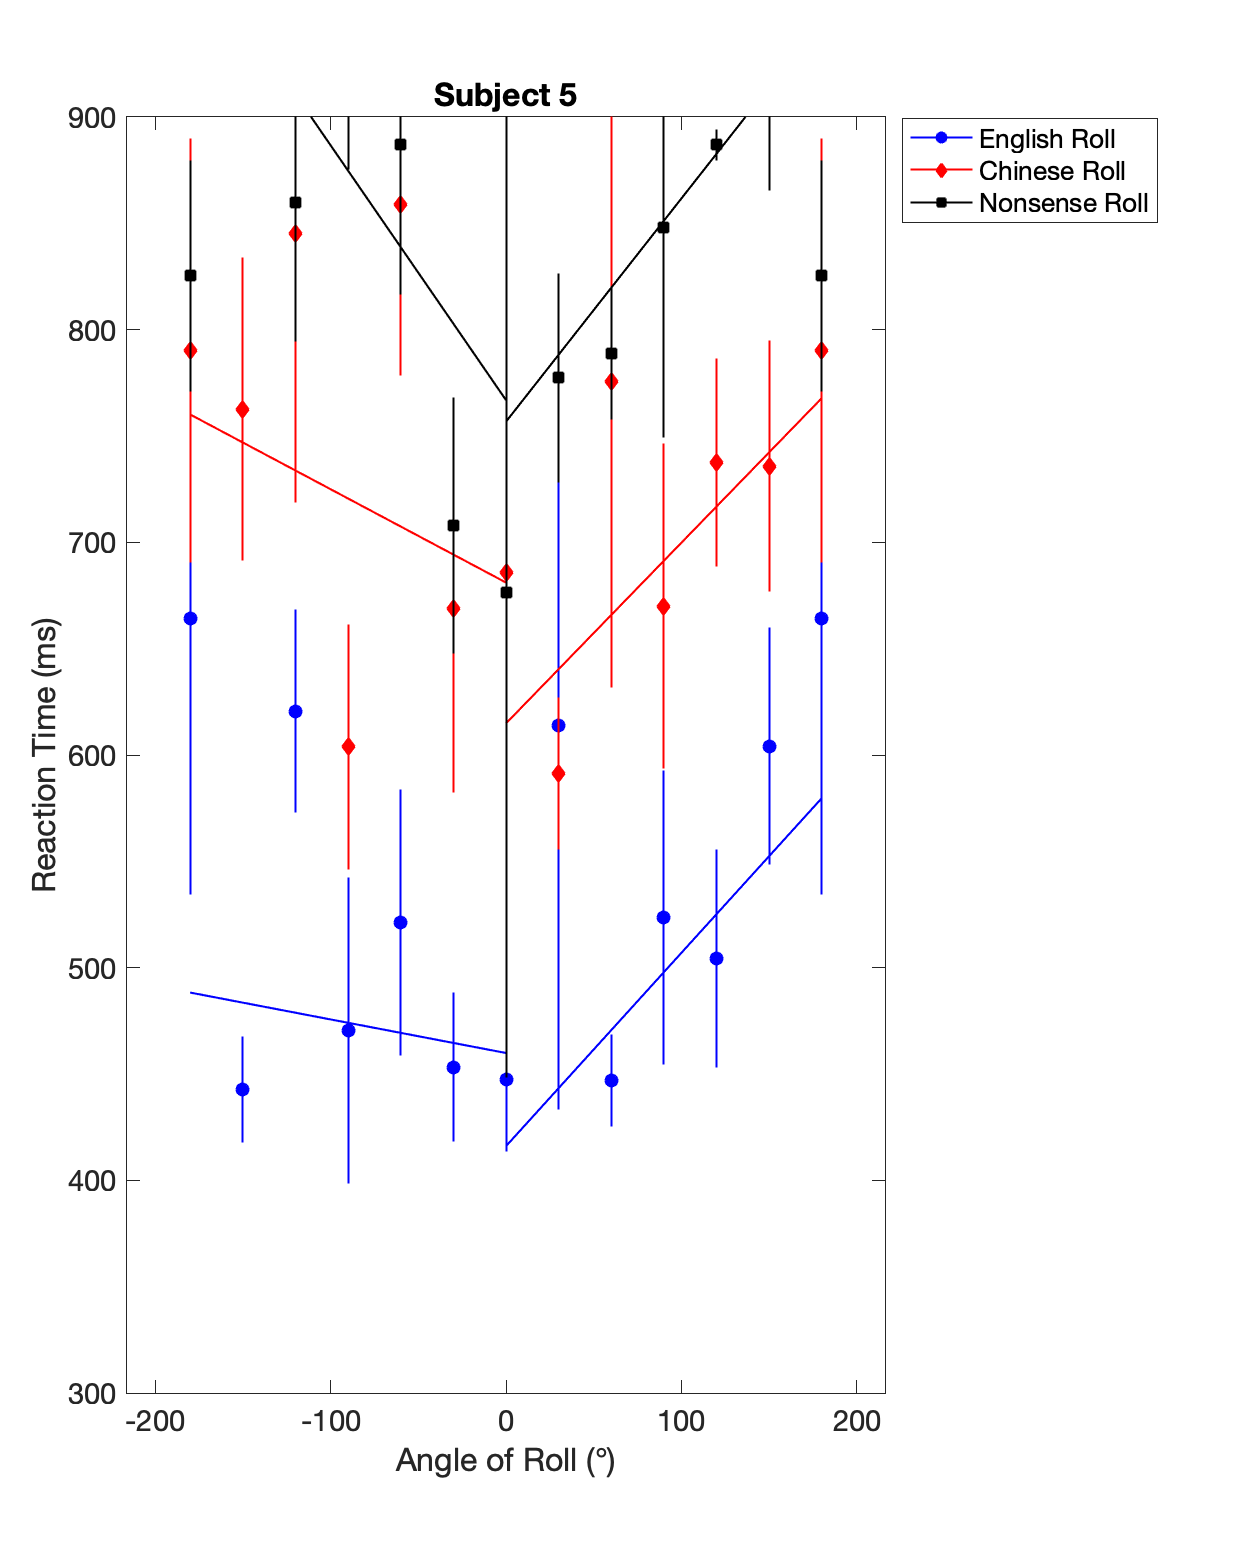 Subject 5
English Roll
Chinese Roll
Nonsense Roll
900
800
700
600
500
400
300
Reaction Time (ms)
-200 -100 0 100 200
Angle of Roll (°)